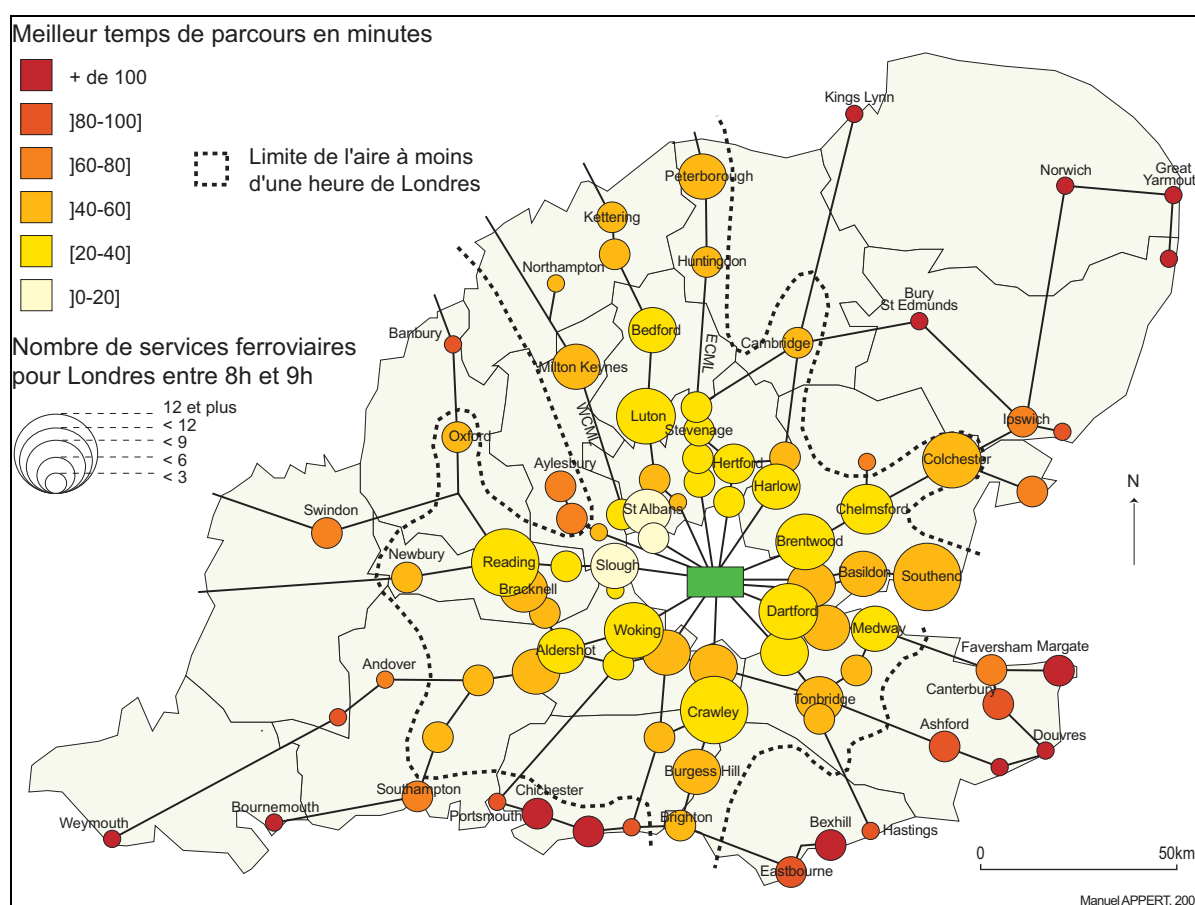 Meilleur temps de parcours en minutes
+ de 100
]80-100]
]60-80]
]40-60]
[20-40]
]0-20]
Limite de l'aire à moins
d'une heure de Londres
Nombre de services ferroviaires
pour Londres entre 8h et 9h
12 et plus
< 12
< 9
< 6
< 3
Kings Lynn
Norwich
Great
Yarmout
Peterborough
Kettering
Huntingdon
Northampton
Bury
St Edmunds
Banbury
Bedford
ECML
Cambridge
Milton Keynes
WCML
Luton
Stevenage
Ipswich
Oxford
Colchester
Aylesbury
Hertford
Harlow
St Albans
Chelmsford
N
Swindon
Brentwood
Newbury
Reading
Slough
Basildon
Southend
Bracknell
Dartford
Woking
Medway
Aldershot
Faversham
Margate
Andover
Canterbury
Tonbridge
Crawley
Ashford
Douvres
Burgess Hill
Southampton
Chichester
Bournemouth
Portsmouth
Brighton
Weymouth
Bexhill
Hastings
Eastbourne
0
50km
Manuel APPERT, 200